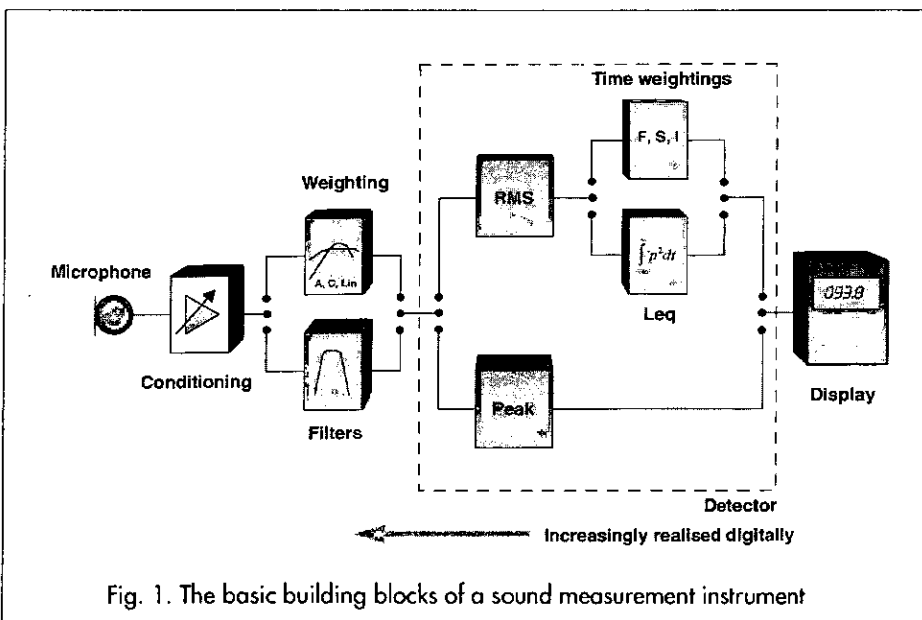 Time weightings
F, S, I
Weighting
RMS
A, C, Lin
∫p²dt
Microphone
093.8
Leq
Conditioning
Peak
Display
Filters
Detector
Increasingly realised digitally
Fig. 1. The basic building blocks of a sound measurement instrument